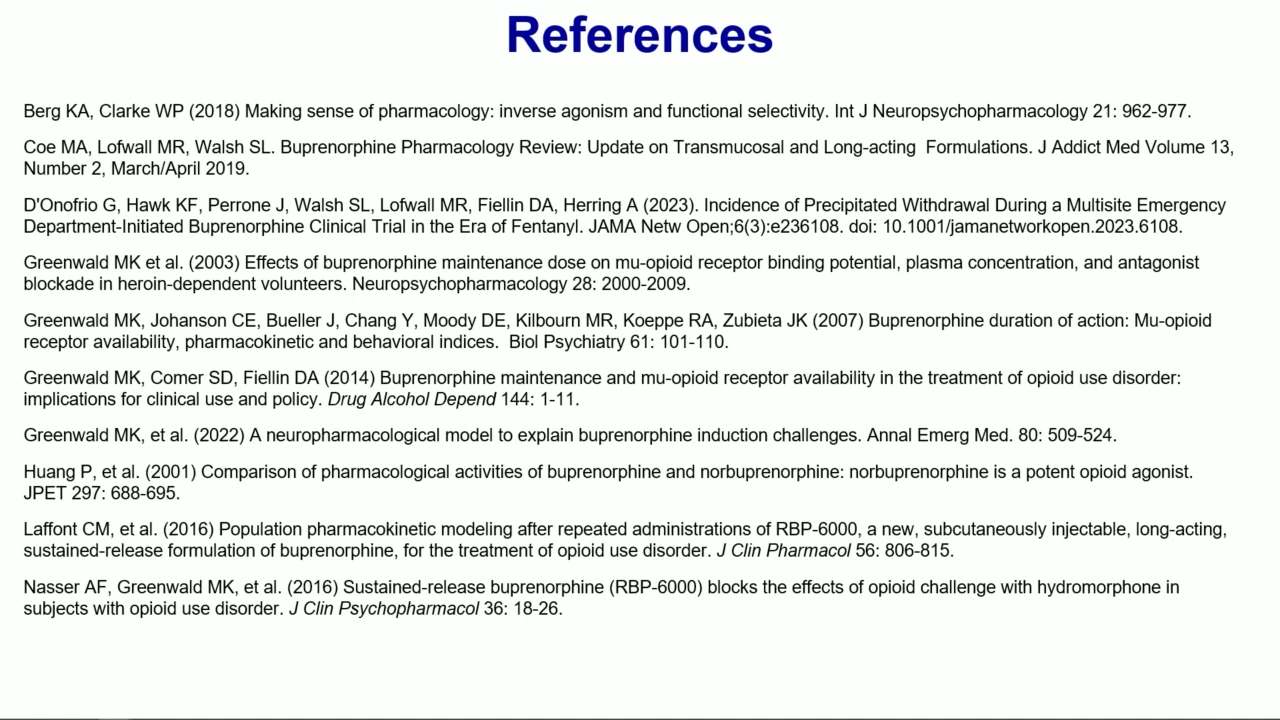 References
Berg KA, Clarke WP (2018) Making sense of pharmacology: inverse agonism and functional selectivity. Int J Neuropsychopharmacology 21: 962-977.
Coe MA, Lofwall MR, Walsh SL. Buprenorphine Pharmacology Review: Update on Transmucosal and Long-acting  Formulations. J Addict Med Volume 13,
Number 2, March/April 2019.
D'Onofrio G, Hawk KF, Perrone J, Walsh SL, Lofwall MR, Fiellin DA, Herring A (2023). Incidence of Precipitated Withdrawal During a Multisite Emergency
Department-Initiated Buprenorphine Clinical Trial in the Era of Fentanyl. JAMA Netw Open;6(3):e236108. doi: 10.1001/jamanetworkopen.2023.6108.
Greenwald MK et al. (2003) Effects of buprenorphine maintenance dose on mu-opioid receptor binding potential, plasma concentration, and antagonist
blockade in heroin-dependent volunteers. Neuropsychopharmacology 28: 2000-2009.
Greenwald MK, Johanson CE, Bueller J, Chang Y, Moody DE, Kilbourn MR, Koeppe RA, Zubieta JK (2007) Buprenorphine duration of action: Mu-opioid
receptor availability, pharmacokinetic and behavioral indices.  Biol Psychiatry 61: 101-110.
Greenwald MK, Comer SD, Fiellin DA (2014) Buprenorphine maintenance and mu-opioid receptor availability in the treatment of opioid use disorder:
implications for clinical use and policy. Drug Alcohol Depend 144: 1-11.
Greenwald MK, et al. (2022) A neuropharmacological model to explain buprenorphine induction challenges. Annal Emerg Med. 80: 509-524.
Huang P, et al. (2001) Comparison of pharmacological activities of buprenorphine and norbuprenorphine: norbuprenorphine is a potent opioid agonist.
JPET 297: 688-695.
Laffont CM, et al. (2016) Population pharmacokinetic modeling after repeated administrations of RBP-6000, a new, subcutaneously injectable, long-acting,
sustained-release formulation of buprenorphine, for the treatment of opioid use disorder. J Clin Pharmacol 56: 806-815.
Nasser AF, Greenwald MK, et al. (2016) Sustained-release buprenorphine (RBP-6000) blocks the effects of opioid challenge with hydromorphone in
subjects with opioid use disorder. J Clin Psychopharmacol 36: 18-26.